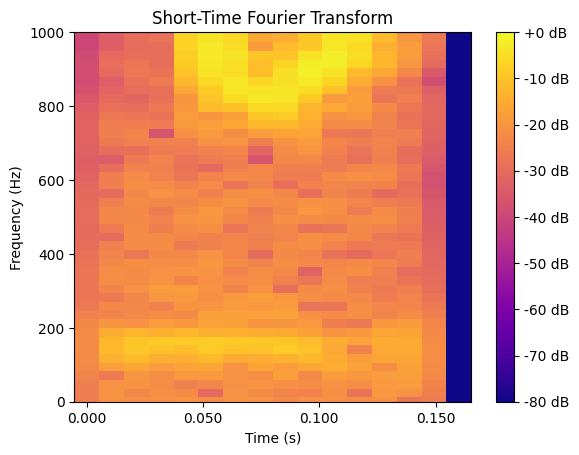 Short-Time Fourier Transform
1000
800
600
400
200
0
Frequency (Hz)
0.000
0.050
0.100
0.150
Time (s)
+0 dB
-10 dB
-20 dB
-30 dB
-40 dB
-50 dB
-60 dB
-70 dB
-80 dB